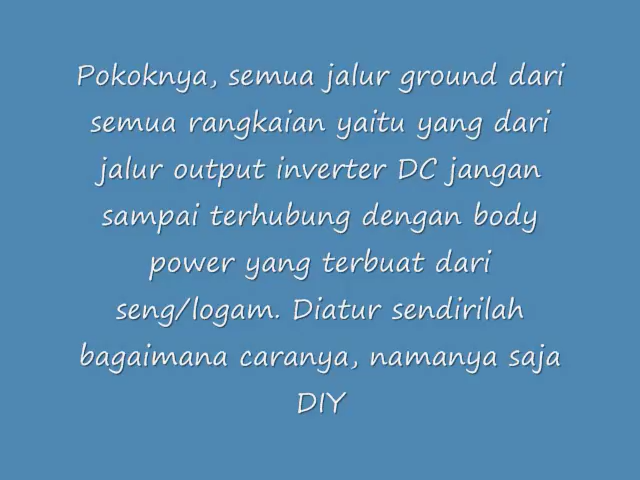 Pokoknya, semua jalur ground dari
semua rangkaian yaitu yang dari
jalur output inverter DC jangan
sampai terhubung dengan body
power yang terbuat dari
seng/logam. Diatur sendirilah
bagaimana caranya, namanya saja
DIY